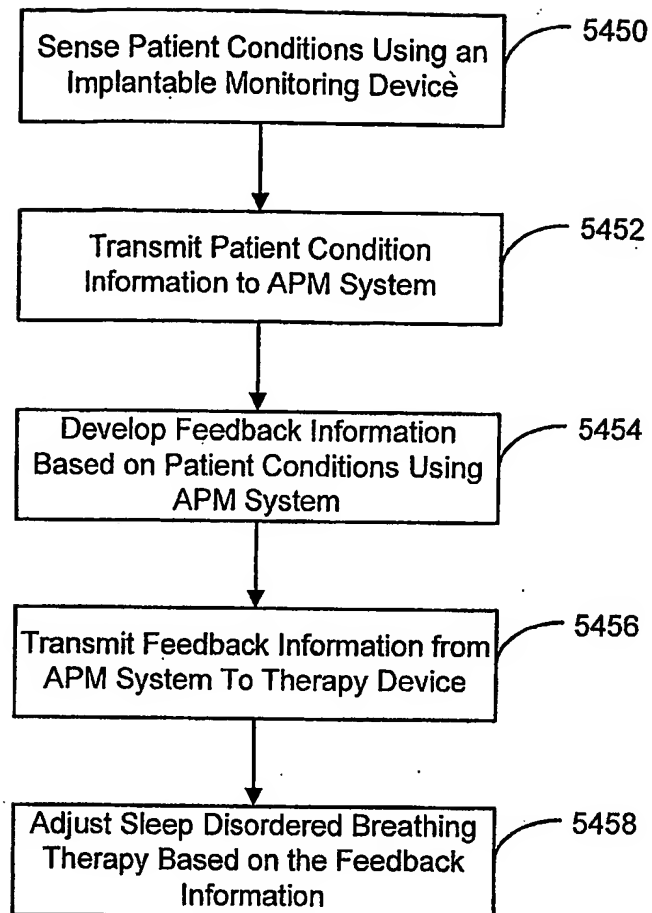 Sense Patient Conditions Using an
Implantable Monitoring Device
5450
Transmit Patient Condition
Information to APM System
5452
Develop Feedback Information
Based on Patient Conditions Using
APM System
5454
Transmit Feedback Information from
APM System To Therapy Device
5456
Adjust Sleep Disordered Breathing
Therapy Based on the Feedback
Information
5458